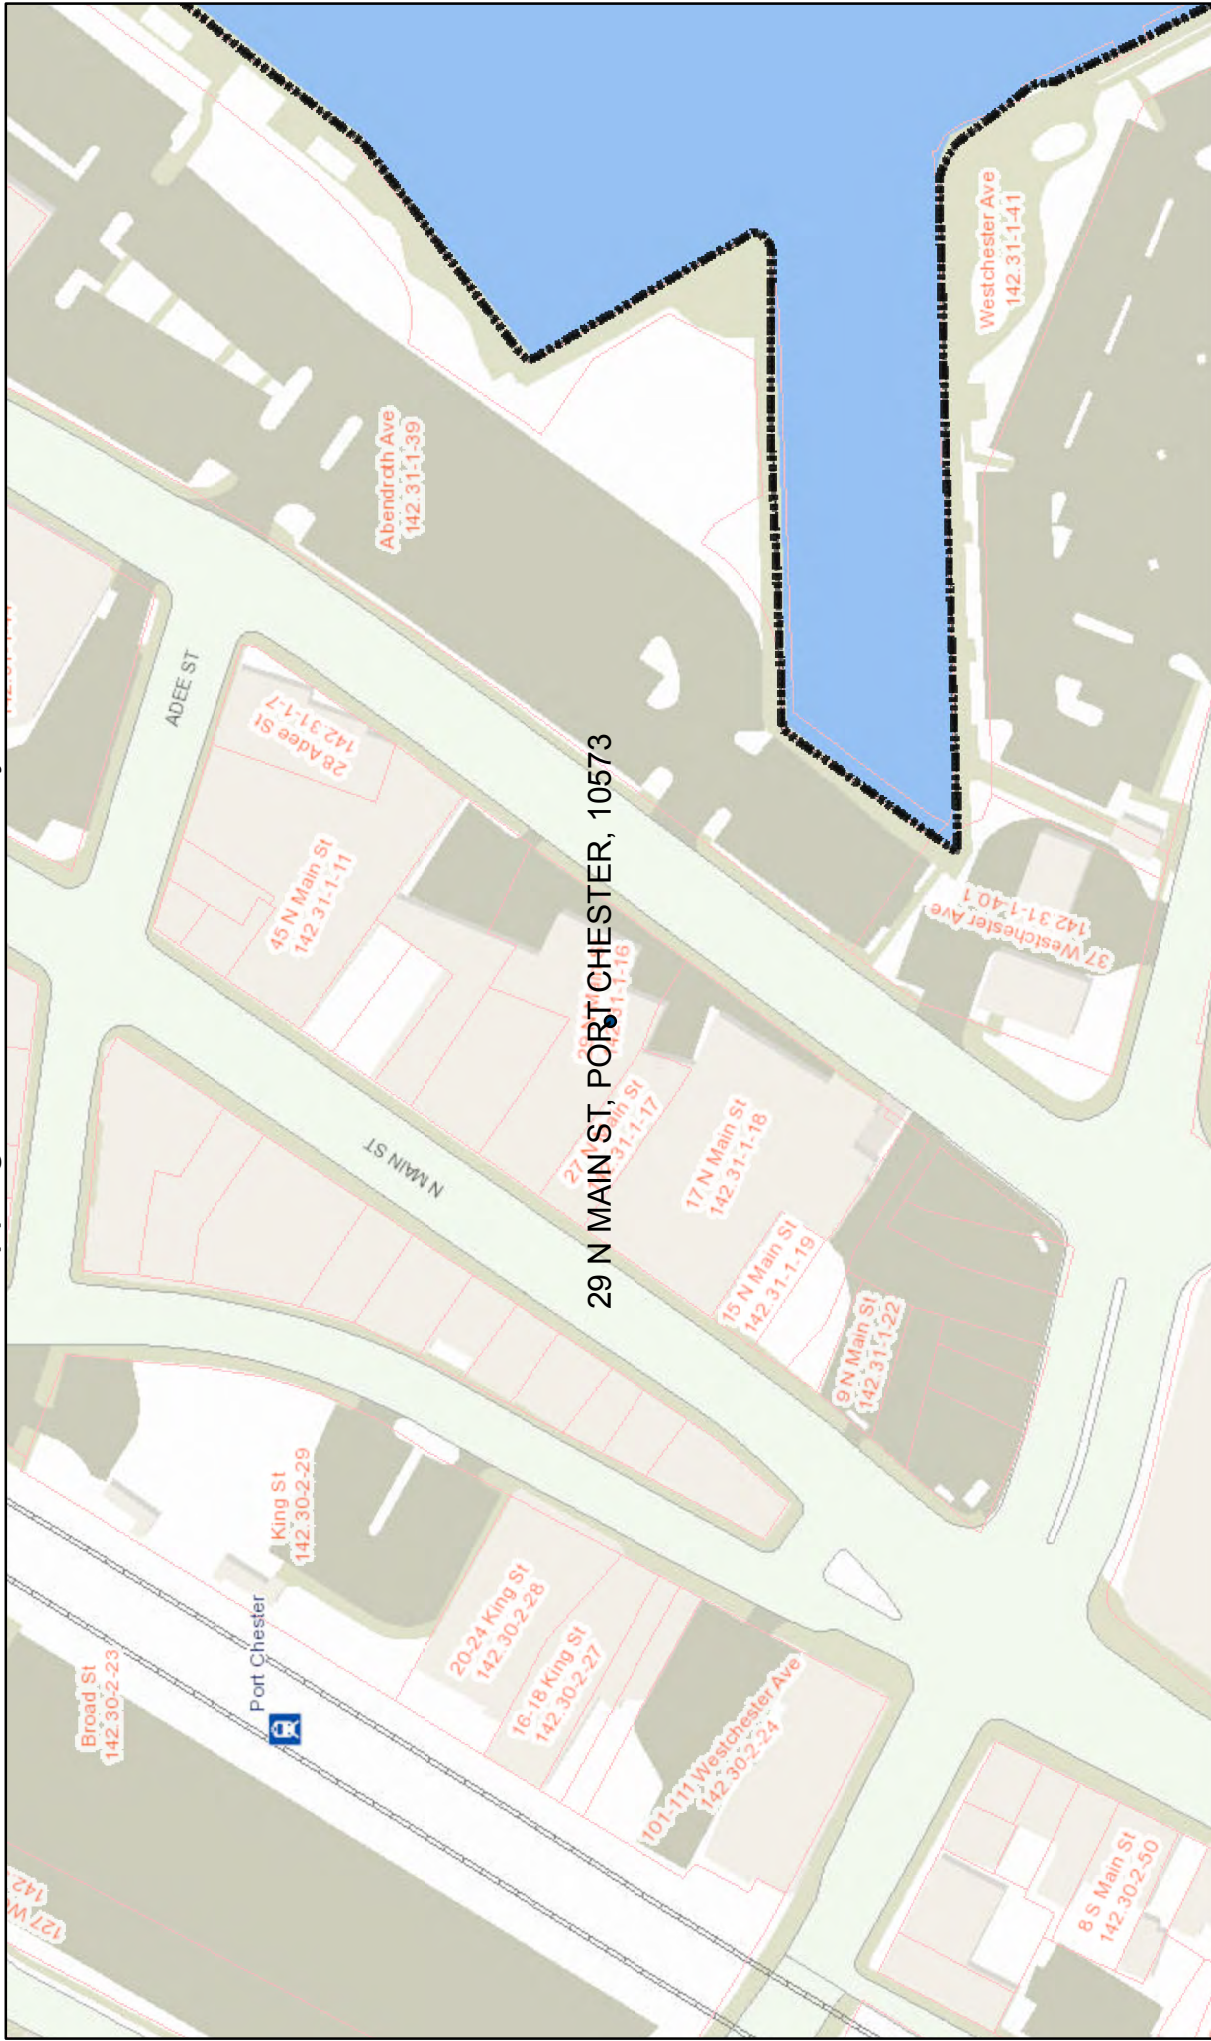 Abendroth Ave
142.31-1-39
Westchester Ave
142.31-1-41
ADEE ST
28 Adee St
142.31-1-7
45 N Main St
142.31-1-11
29 N MAIN ST, PORT CHESTER, 10573
27 N Main St
17 N Main St
142.31-1-18
15 N Main St
142.31-1-19
9 N Main St
142.31-1-22
37 Westchester Ave
142.31-1-40.1
N MAIN ST
King St
142.30-2-29
Port Chester
Broad St
142.30-2-23
20-24 King St
142.30-2-28
16-18 King St
142.30-2-27
101-111 Westchester Ave
142.30-2-24
8 S Main St
142.30-2-50
127 W
142